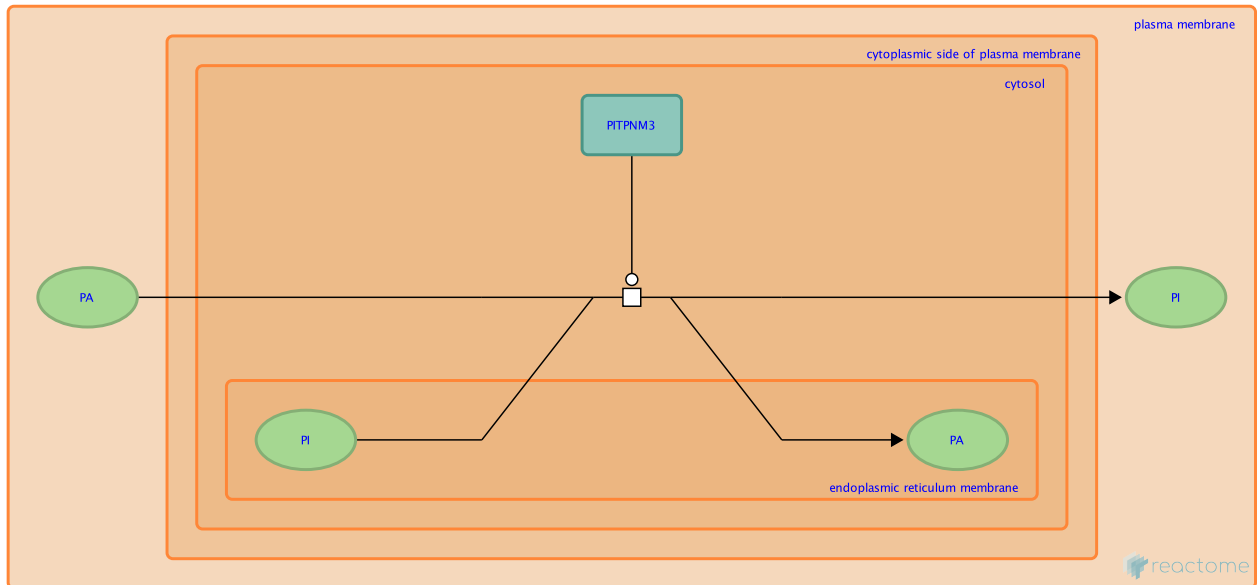 plasma membrane
cytoplasmic side of plasma membrane
cytosol
PITPNM3
PA
PI
PI
PA
endoplasmic reticulum membrane
reactome